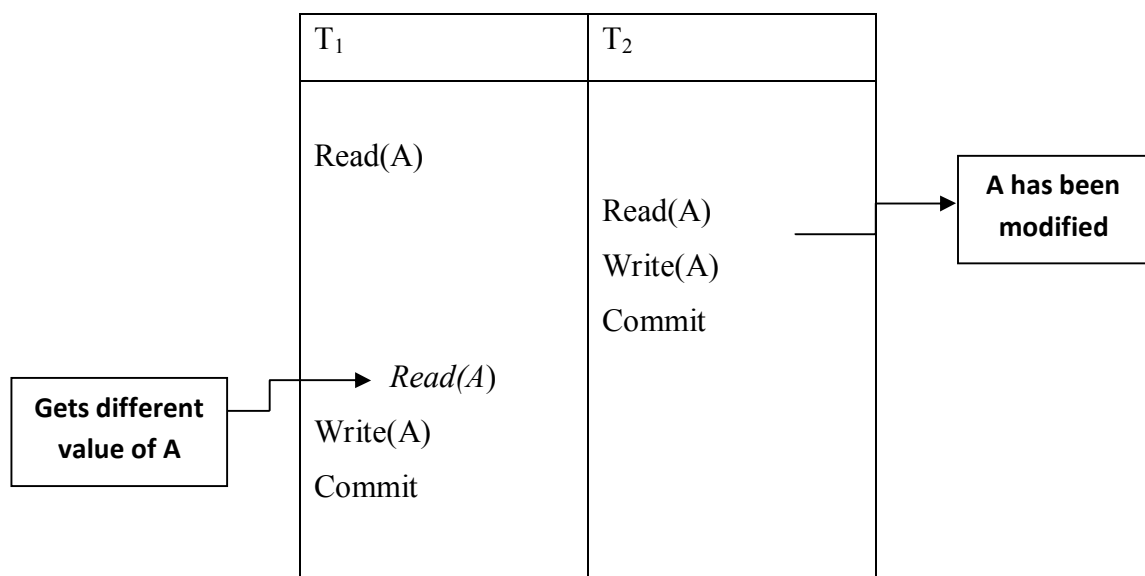 T₁ T₂
Read(A)
Read(A)
Write(A)
Commit
A has been
modified
Read(A)
Write(A)
Commit
Gets different
value of A